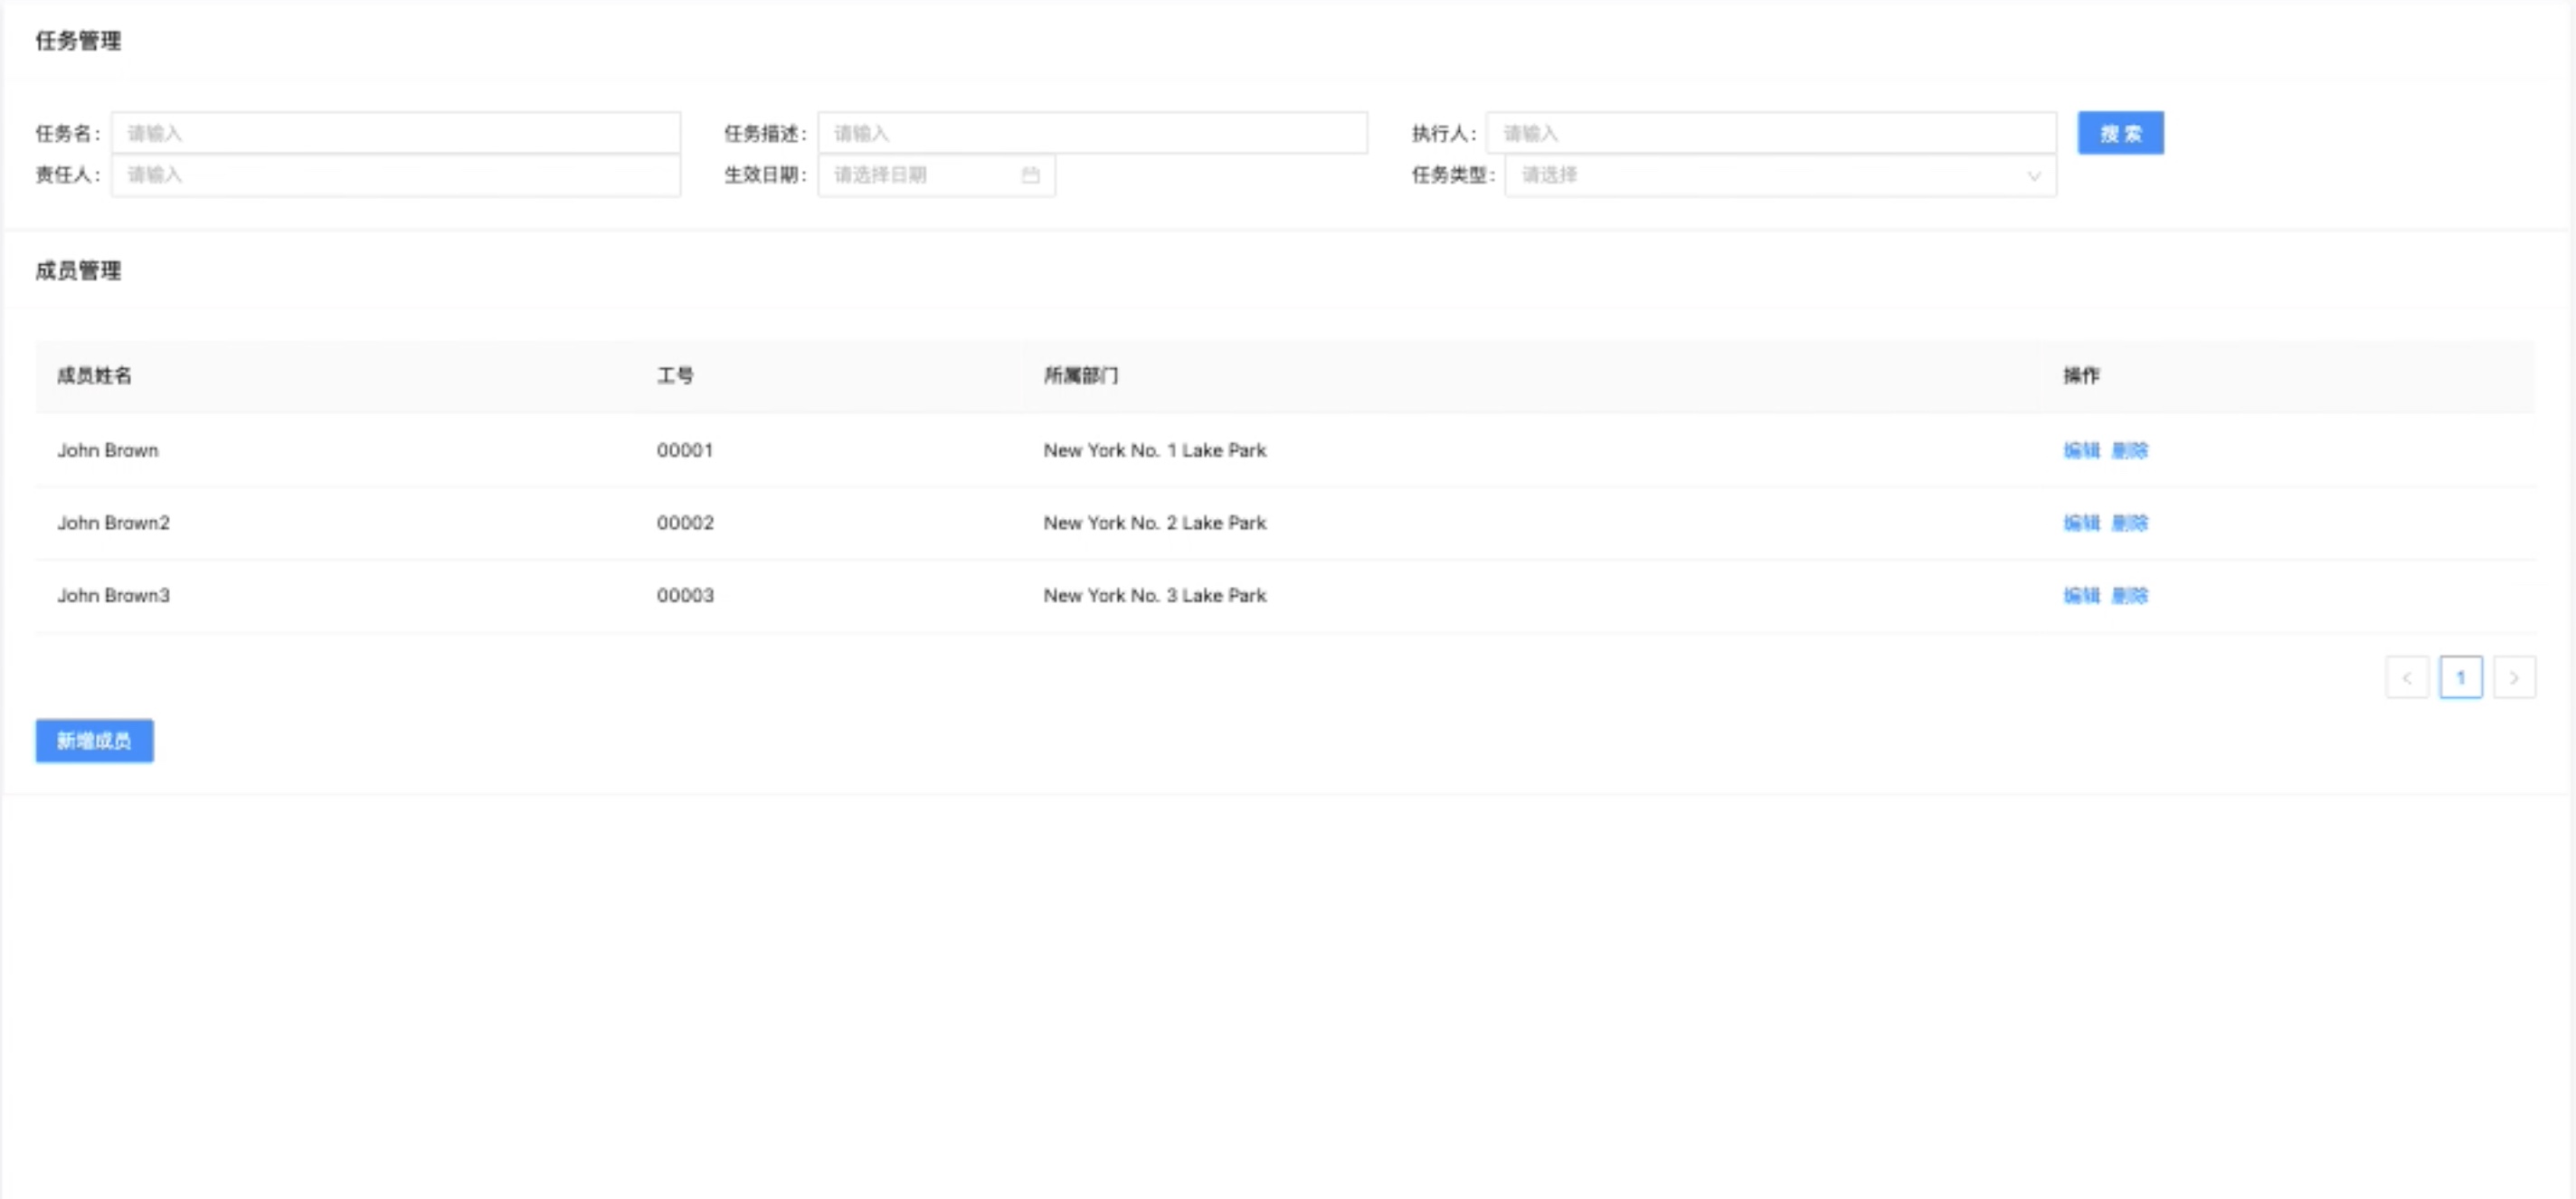 任务管理
任务名： 请输入 任务描述： 请输入 执行人： 请输入 搜 索
责任人： 请输入 生效日期： 请选择日期 任务类型： 请选择
成员管理
成员姓名 工号 所属部门 操作
John Brown 00001 New York No. 1 Lake Park 编辑 删除
John Brown2 00002 New York No. 2 Lake Park 编辑 删除
John Brown3 00003 New York No. 3 Lake Park 编辑 删除
< 1 >
新增成员